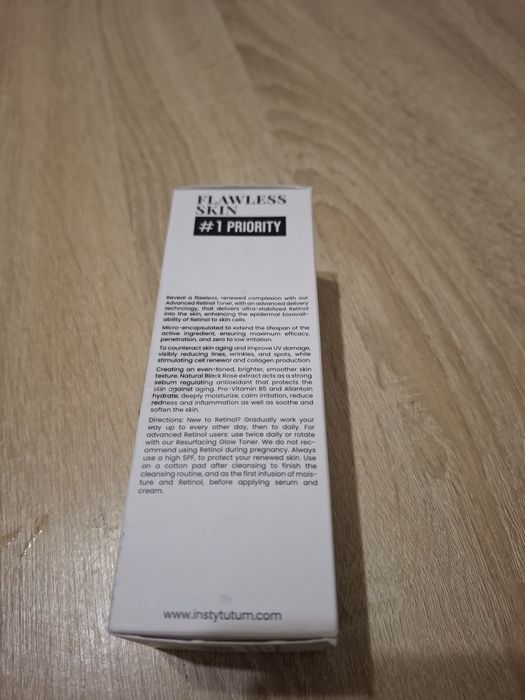 FLAWLESS
SKIN
#1 PRIORITY
Reveal a flawless, renewed complexion with our
Advanced Retinol Toner, with an advanced delivery
technology, that delivers ultra-stabilized Retinol
into the skin, enhancing the epidermal bioavail-
ability of Retinol to skin cells.
Micro-encapsulated to extend the lifespan of the
active ingredient, ensuring maximum efficacy,
penetration, and zero to low irritation.
To counteract skin aging and improve UV damage,
visibly reducing lines, wrinkles, and spots, while
stimulating cell renewal and collagen production.
Creating an even-toned, brighter, smoother skin
texture. Natural Black Rose extract acts as a strong
sebum regulating antioxidant that protects the
skin against aging. Pro-Vitamin B5 and Allantoin
hydrate, deeply moisturize, calm irritation, reduce
redness and inflammation as well as soothe and
soften the skin.
Directions: New to Retinol? Gradually work your
way up to every other day, then to daily. For
advanced Retinol users: use twice daily or rotate
with our Resurfacing Glow Toner. We do not rec-
ommend using Retinol during pregnancy. Always
use a high SPF, to protect your renewed skin. Use
on a cotton pad after cleansing to finish the
cleansing routine, and as the first infusion of mois-
ture and Retinol, before applying serum and
cream.
www.instytutum.com